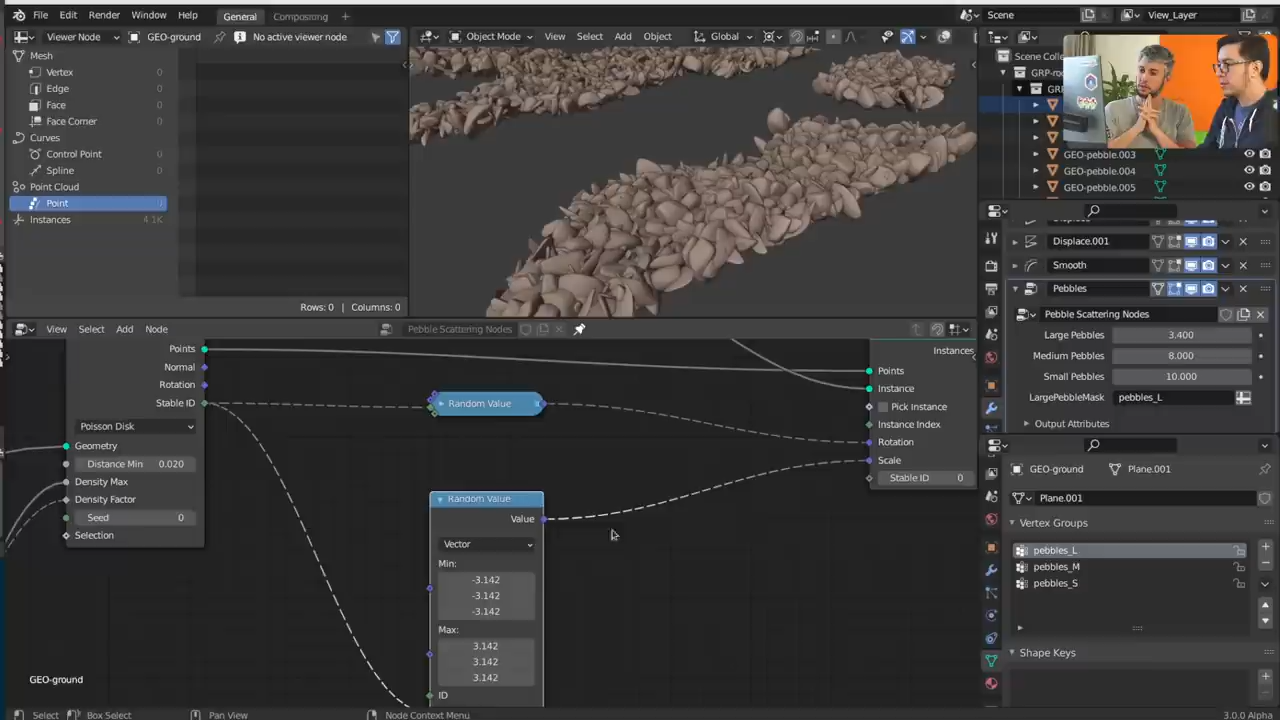 File Edit Render Window Help General Compositing + Scene View_Layer
Viewer Node GEO-ground No active viewer node
Object Mode View Select Add Object Global
Scene Collec
Mesh
Vertex 0
Edge 0
Face 0
Face Corner 0
Curves
Control Point 0
Spline 0
Point Cloud
Point 0
Instances 4.1K
Rows: 0 | Columns: 0
GRP-ro
GRP
GEO-pebble.003
GEO-pebble.004
GEO-pebble.005
Displace.001
Smooth
Pebbles
Pebble Scattering Nodes
Large Pebbles 3.400
Medium Pebbles 8.000
Small Pebbles 10.000
LargePebbleMask pebbles_L
Output Attributes
View Select Add Node Pebble Scattering Nodes
Points
Normal
Rotation
Stable ID
Poisson Disk
Geometry
Distance Min 0.020
Density Max
Density Factor
Seed 0
Selection
Random Value
Random Value
Value
Vector
Min:
-3.142
-3.142
-3.142
Max:
3.142
3.142
3.142
ID
Instances
Points
Instance
Pick Instance
Instance Index
Rotation
Scale
Stable ID 0
GEO-ground Plane.001
Plane.001
Vertex Groups
pebbles_L
pebbles_M
pebbles_S
Shape Keys
GEO-ground
Select Box Select Pan View Node Context Menu 3.0.0 Alpha